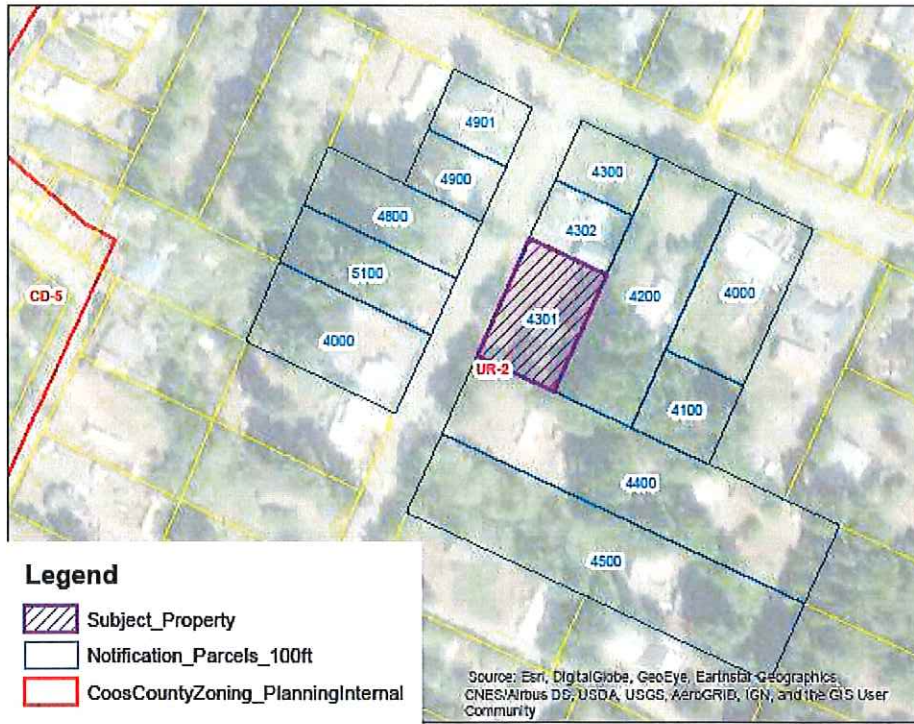 4901
4900
4800
5100
4000
4300
4302
4301
4200
4000
4100
4400
4500
CD-5
UR-2
Legend
Subject_Property
Notification_Parcels_100ft
CoosCountyZoning_PlanningInternal
Source: Esri, DigitalGlobe, GeoEye, Earthstar Geographics,
CNES/Airbus DS, USDA, USGS, AeroGRID, IGN, and the GIS User
Community